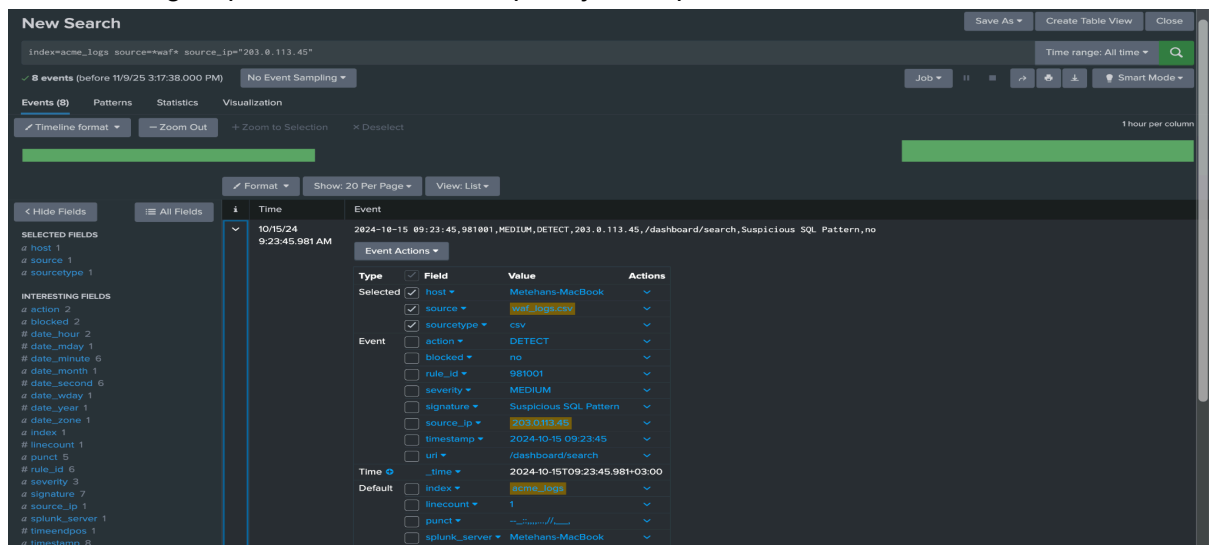 New Search
Save As ▾ Create Table View Close
index=acme_logs source=*waf* source_ip="203.0.113.45"
Time range: All time ▾
✓ 8 events (before 11/9/25 3:17:38.000 PM) No Event Sampling ▾
Job ▾ Smart Mode ▾
Events (8) Patterns Statistics Visualization
Timeline format ▾ — Zoom Out + Zoom to Selection × Deselect
1 hour per column
Format ▾ Show: 20 Per Page ▾ View: List ▾
< Hide Fields All Fields
i Time Event
SELECTED FIELDS
a host 1
a source 1
a sourcetype 1
INTERESTING FIELDS
a action 2
a blocked 2
# date_hour 2
# date_mday 1
# date_minute 6
a date_month 1
# date_second 6
a date_wday 1
# date_year 1
a date_zone 1
a index 1
# linecount 1
a punct 5
# rule_id 6
a severity 3
a signature 7
a source_ip 1
a splunk_server 1
# timeendpos 1
a timestamp 8
10/15/24
9:23:45.981 AM
2024-10-15 09:23:45,981001,MEDIUM,DETECT,203.0.113.45,/dashboard/search,Suspicious SQL Pattern,no
Event Actions ▾
Type Field Value Actions
Selected host ▾ Metehans-MacBook
source ▾ waf_logs.csv
sourcetype ▾ csv
Event action ▾ DETECT
blocked ▾ no
rule_id ▾ 981001
severity ▾ MEDIUM
signature ▾ Suspicious SQL Pattern
source_ip ▾ 203.0.113.45
timestamp ▾ 2024-10-15 09:23:45
uri ▾ /dashboard/search
Time _time ▾ 2024-10-15T09:23:45.981+03:00
Default index ▾ acme_logs
linecount ▾ 1
punct ▾
splunk_server ▾ Metehans-MacBook